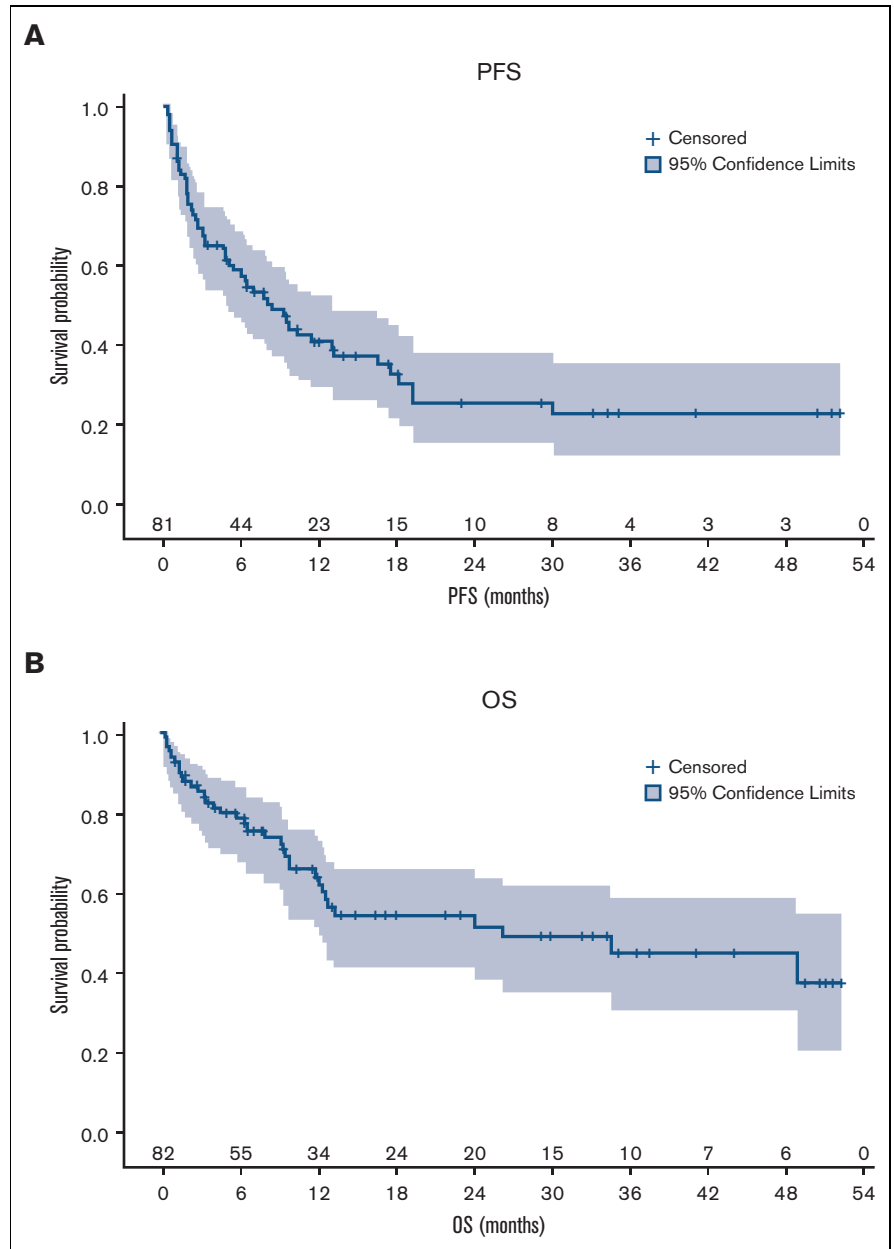 A
PFS
1.0
0.8
0.6
0.4
0.2
0.0
Survival probability
+ Censored
95% Confidence Limits
81 44 23 15 10 8 4 3 3 0
0 6 12 18 24 30 36 42 48 54
PFS (months)
B
OS
1.0
0.8
0.6
0.4
0.2
0.0
Survival probability
+ Censored
95% Confidence Limits
82 55 34 24 20 15 10 7 6 0
0 6 12 18 24 30 36 42 48 54
OS (months)